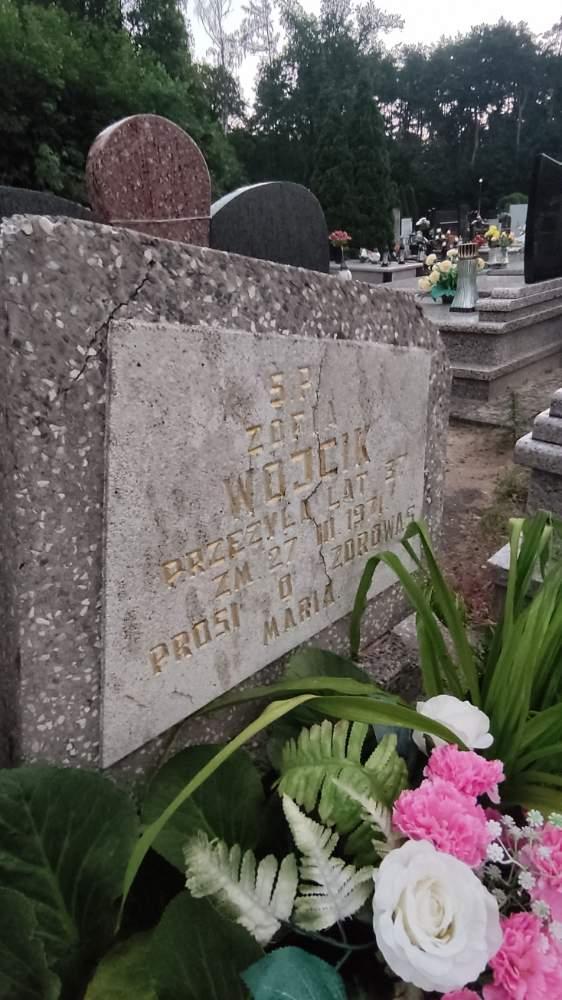 Ś.P.
ZOFIA
WÓJCIK
PRZEŻYŁA LAT 37
ZM. 27 III 1971
PROSI O ZDROWAŚ
MARIA